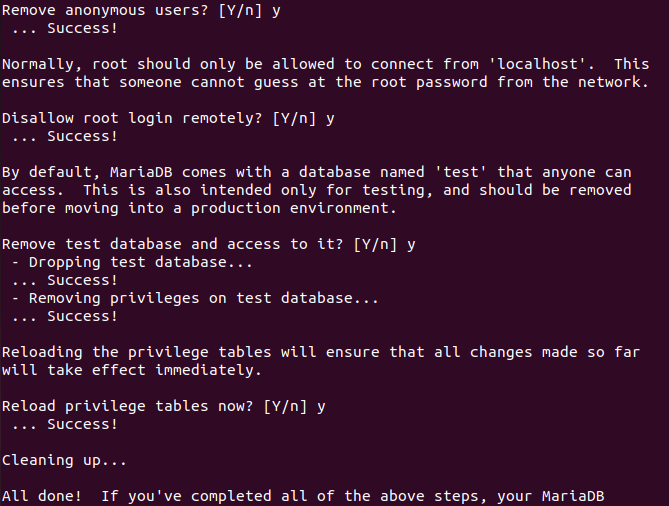 Remove anonymous users? [Y/n] y
 ... Success!
Normally, root should only be allowed to connect from 'localhost'.  This
ensures that someone cannot guess at the root password from the network.
Disallow root login remotely? [Y/n] y
 ... Success!
By default, MariaDB comes with a database named 'test' that anyone can
access.  This is also intended only for testing, and should be removed
before moving into a production environment.
Remove test database and access to it? [Y/n] y
 - Dropping test database...
 ... Success!
 - Removing privileges on test database...
 ... Success!
Reloading the privilege tables will ensure that all changes made so far
will take effect immediately.
Reload privilege tables now? [Y/n] y
 ... Success!
Cleaning up...
All done!  If you've completed all of the above steps, your MariaDB